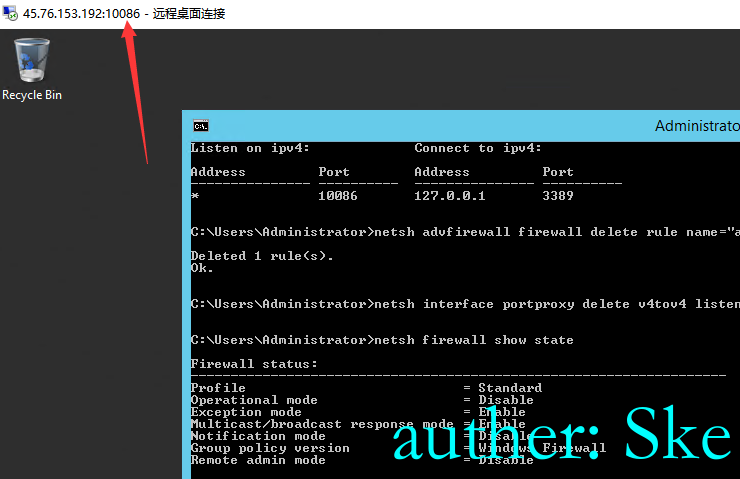 45.76.153.192:10086 - 远程桌面连接
Recycle Bin
Administrato
Listen on ipv4:             Connect to ipv4:
Address         Port        Address         Port
--------------- ----------  --------------- ----------
*               10086       127.0.0.1       3389
C:\Users\Administrator>netsh advfirewall firewall delete rule name="a
Deleted 1 rule(s).
Ok.
C:\Users\Administrator>netsh interface portproxy delete v4tov4 listen
C:\Users\Administrator>netsh firewall show state
Firewall status:
-------------------------------------------------------------------
Profile                           = Standard
Operational mode                  = Disable
Exception mode                    = Enable
Multicast/broadcast response mode = Enable
Notification mode                 = Disable
Group policy version              = Windows Firewall
Remote admin mode                 = Disable
auther: Ske